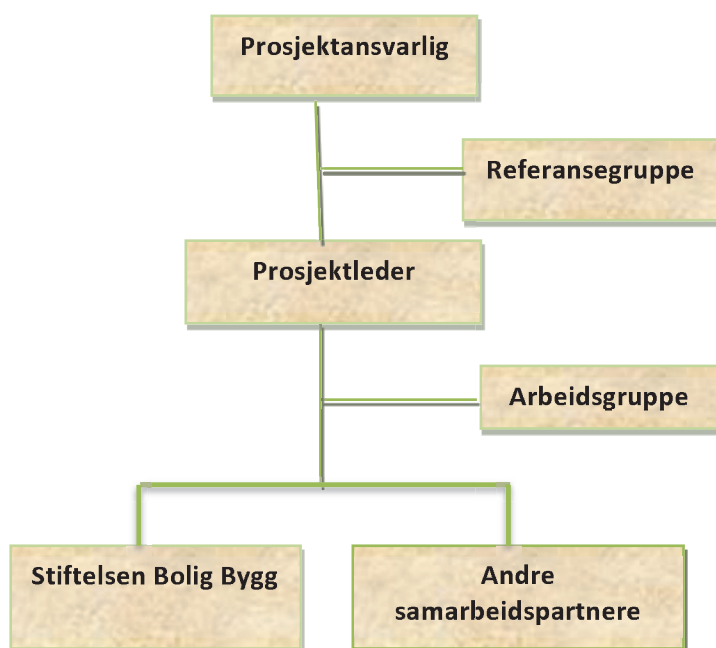 Prosjektansvarlig
Referansegruppe
Prosjektleder
Arbeidsgruppe
Stiftelsen Bolig Bygg
Andre
samarbeidspartnere